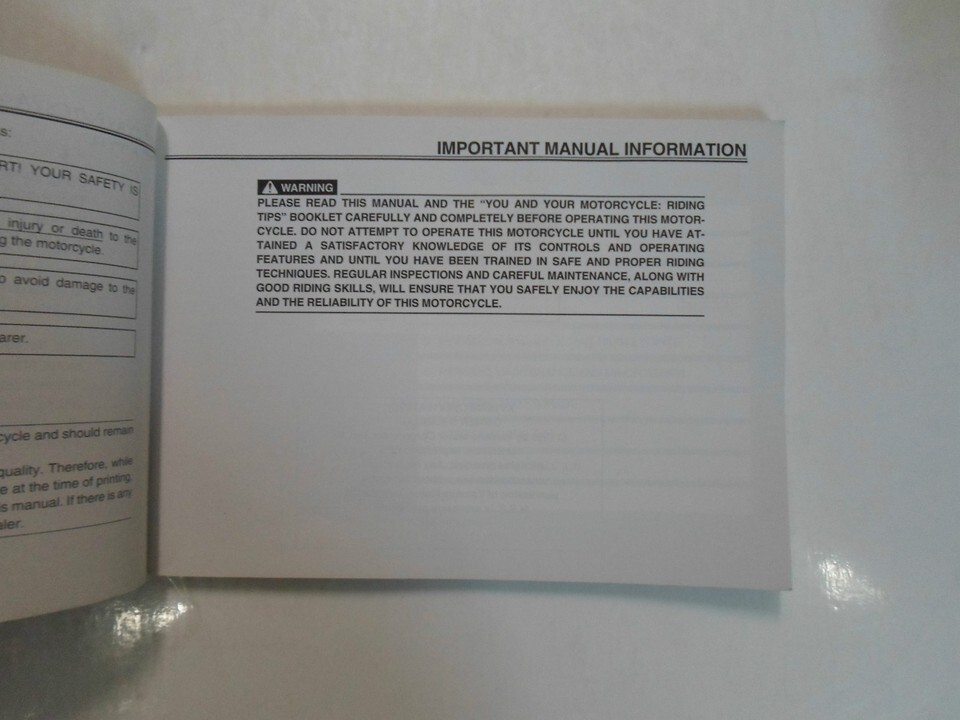 s:
RT! YOUR SAFETY IS
injury or death to the
g the motorcycle.
o avoid damage to the
arer.
cycle and should remain
quality. Therefore, while
e at the time of printing,
s manual. If there is any
aler.
IMPORTANT MANUAL INFORMATION
WARNING
PLEASE READ THIS MANUAL AND THE “YOU AND YOUR MOTORCYCLE: RIDING
TIPS” BOOKLET CAREFULLY AND COMPLETELY BEFORE OPERATING THIS MOTOR-
CYCLE. DO NOT ATTEMPT TO OPERATE THIS MOTORCYCLE UNTIL YOU HAVE AT-
TAINED A SATISFACTORY KNOWLEDGE OF ITS CONTROLS AND OPERATING
FEATURES AND UNTIL YOU HAVE BEEN TRAINED IN SAFE AND PROPER RIDING
TECHNIQUES. REGULAR INSPECTIONS AND CAREFUL MAINTENANCE, ALONG WITH
GOOD RIDING SKILLS, WILL ENSURE THAT YOU SAFELY ENJOY THE CAPABILITIES
AND THE RELIABILITY OF THIS MOTORCYCLE.